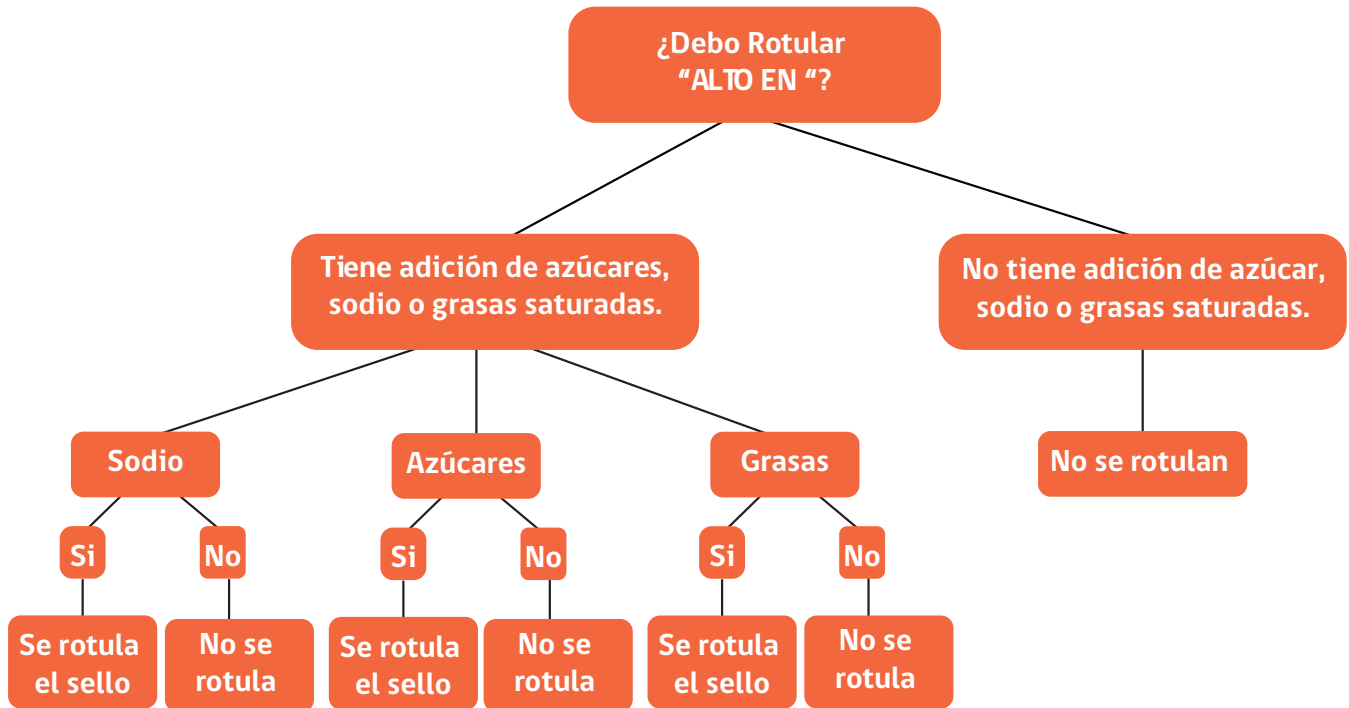 ¿Debo Rotular
“ALTO EN “?
Tiene adición de azúcares,
sodio o grasas saturadas.
No tiene adición de azúcar,
sodio o grasas saturadas.
Sodio
Azúcares
Grasas
No se rotulan
Si
No
Si
No
Si
No
Se rotula
el sello
No se
rotula
Se rotula
el sello
No se
rotula
Se rotula
el sello
No se
rotula